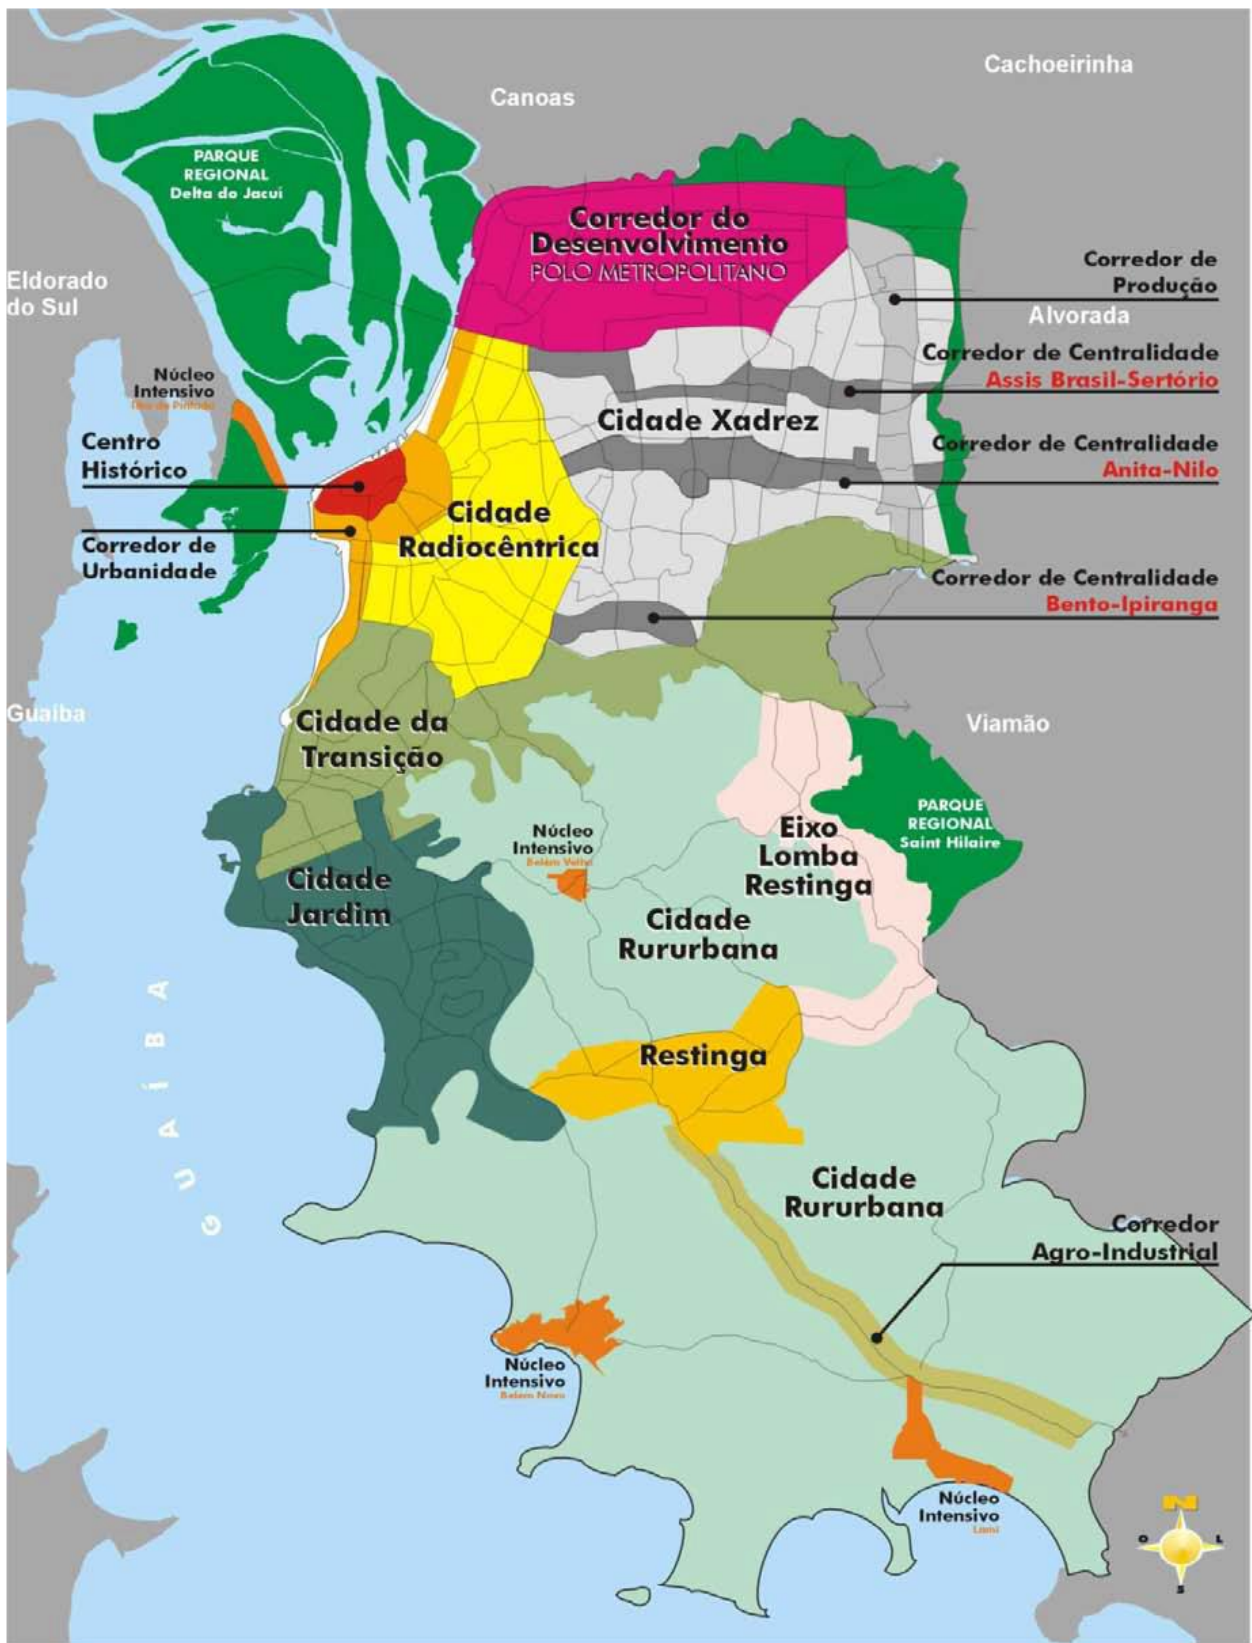 Cachoeirinha
Canoas
PARQUE
REGIONAL
Delta do Jacuí
Corredor do
Desenvolvimento
POLO METROPOLITANO
Corredor de
Produção
Eldorado
do Sul
Alvorada
Corredor de Centralidade
Assis Brasil-Sertório
Núcleo
Intensivo
Ilha da Pintada
Cidade Xadrez
Centro
Histórico
Corredor de Centralidade
Anita-Nilo
Cidade
Radiocêntrica
Corredor de
Urbanidade
Corredor de Centralidade
Bento-Ipiranga
Guaiba
Cidade da
Transição
Viamão
PARQUE
REGIONAL
Saint Hilaire
Núcleo
Intensivo
Belém Velho
Eixo
Lomba
Restinga
Cidade
Jardim
Cidade
Rururbana
GUAÍBA
Restinga
Cidade
Rururbana
Corredor
Agro-Industrial
Núcleo
Intensivo
Belém Novo
Núcleo
Intensivo
Lami
N
O L
S